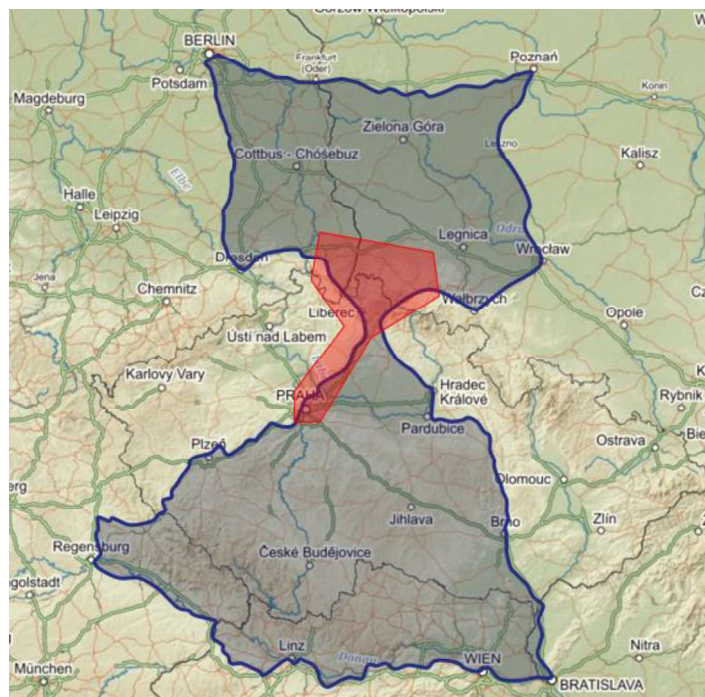 Gorzów Wielkopolski
BERLIN
Frankfurt
(Oder)
Poznań
Potsdam
Konin
Magdeburg
Zielona Góra
Leszno
Kalisz
Cottbus - Chóśebuz
Elbe
Halle
Leipzig
Odra
Legnica
Wrocław
Dresden
Jena
Chemnitz
Liberec
Wałbrzych
Opole
Ústí nad Labem
Karlovy Vary
PRAHA
Hradec
Králové
Rybnik
Pardubice
Plzeň
Ostrava
Bie
Olomouc
Jihlava
Brno
Zlín
Regensburg
České Budějovice
ngolstadt
Linz
Donau
WIEN
Nitra
München
BRATISLAVA